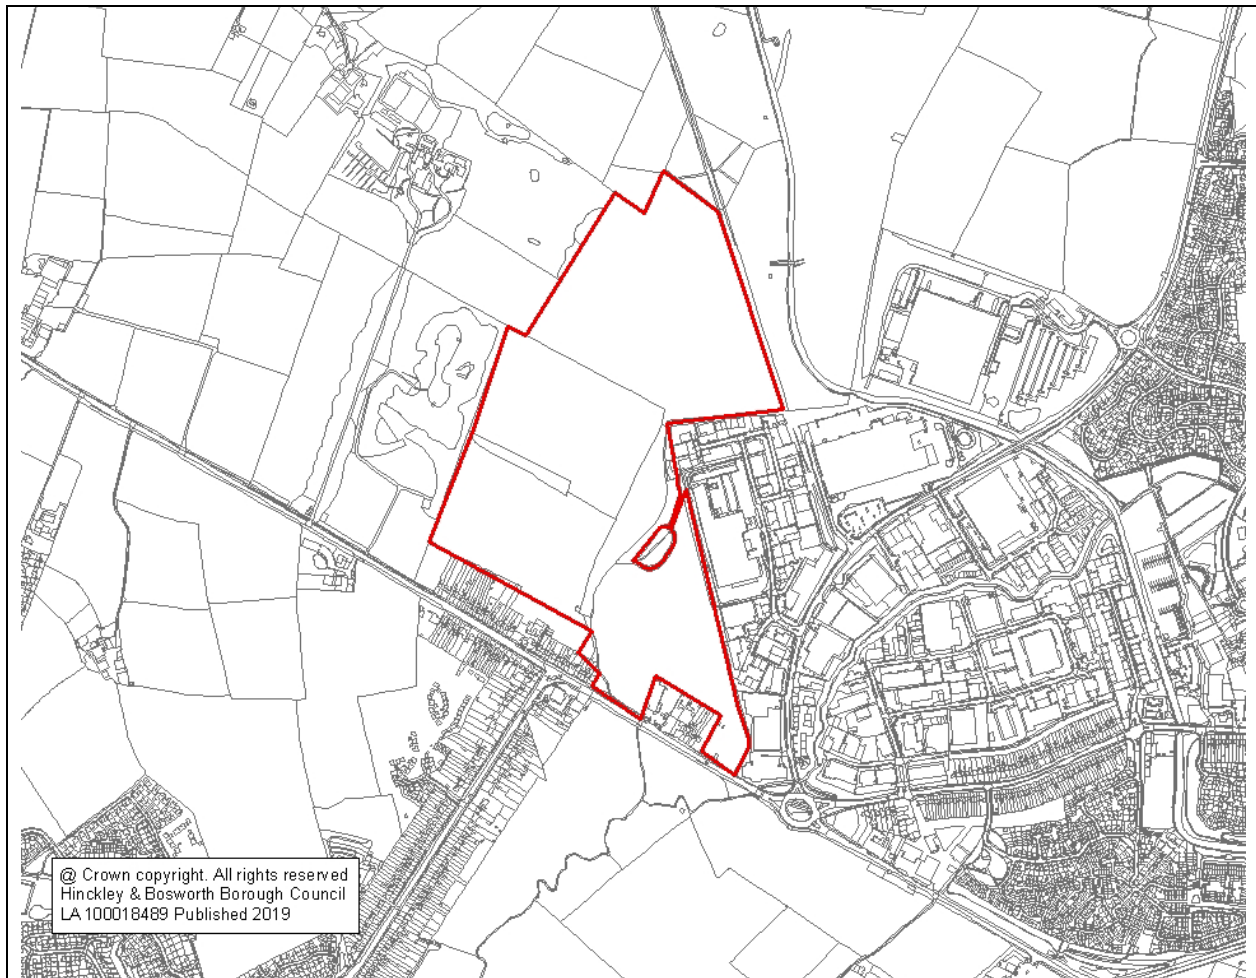 @ Crown copyright. All rights reserved
Hinckley & Bosworth Borough Council
LA 100018489 Published 2019